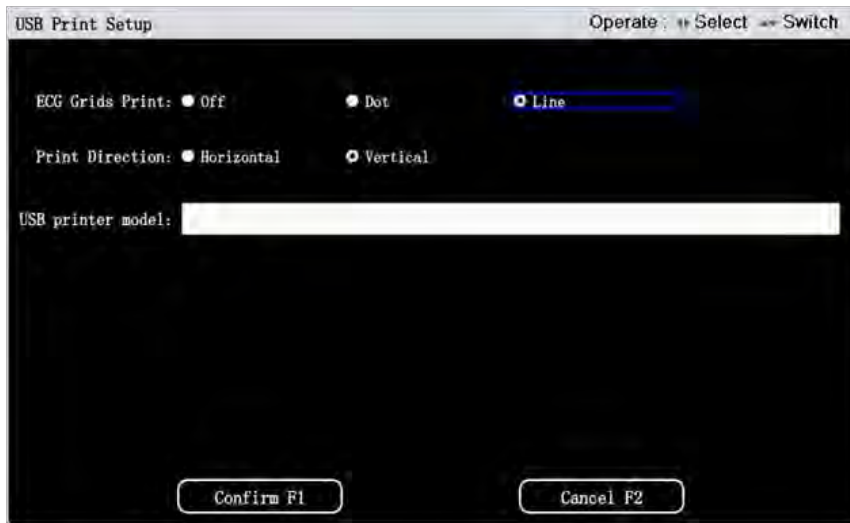 USB Print Setup Operate : Select Switch
ECG Grids Print: Off Dot Line
Print Direction: Horizontal Vertical
USB printer model:
Confirm F1 Cancel F2